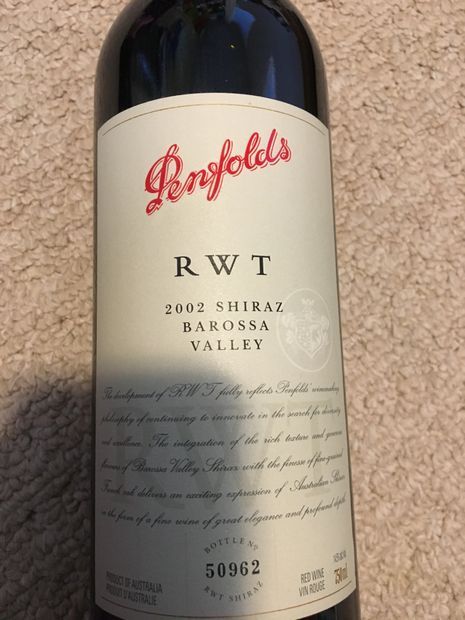 Penfolds
RWT
2002 SHIRAZ
BAROSSA
VALLEY
The development of RWT fully reflects Penfolds' winemaking
philosophy of continuing to innovate in the search for diversity
and excellence. The integration of the rich texture and generous
flavours of Barossa Valley Shiraz with the finesse of fine-grained
French oak delivers an exciting expression of Australian Shiraz
in the form of a fine wine of great elegance and profound depth.
BOTTLE No
50962
RWT SHIRAZ
PRODUCT OF AUSTRALIA
PRODUIT D'AUSTRALIE
RED WINE
VIN ROUGE
750ml